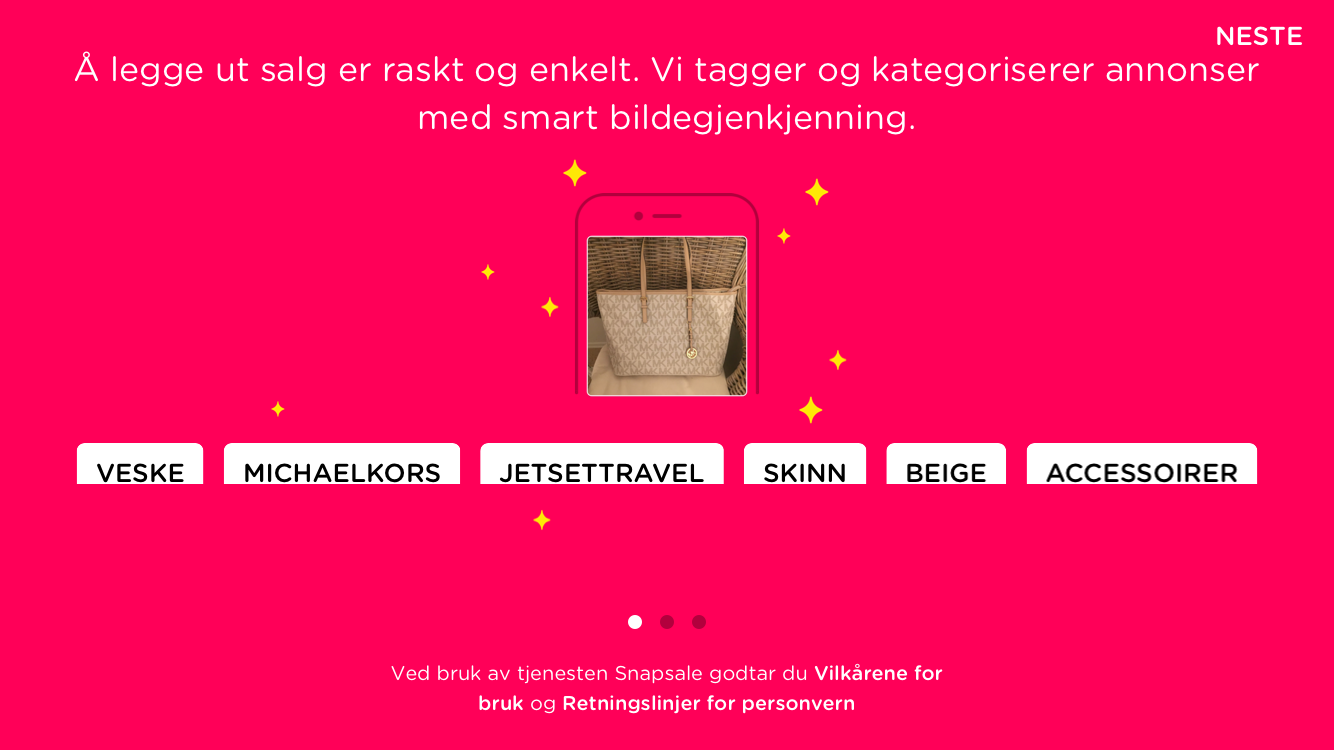 NESTE
Å legge ut salg er raskt og enkelt. Vi tagger og kategoriserer annonser
med smart bildegjenkjenning.
VESKE MICHAELKORS JETSETTRAVEL SKINN BEIGE ACCESSOIRER
Ved bruk av tjenesten Snapsale godtar du Vilkårene for
bruk og Retningslinjer for personvern